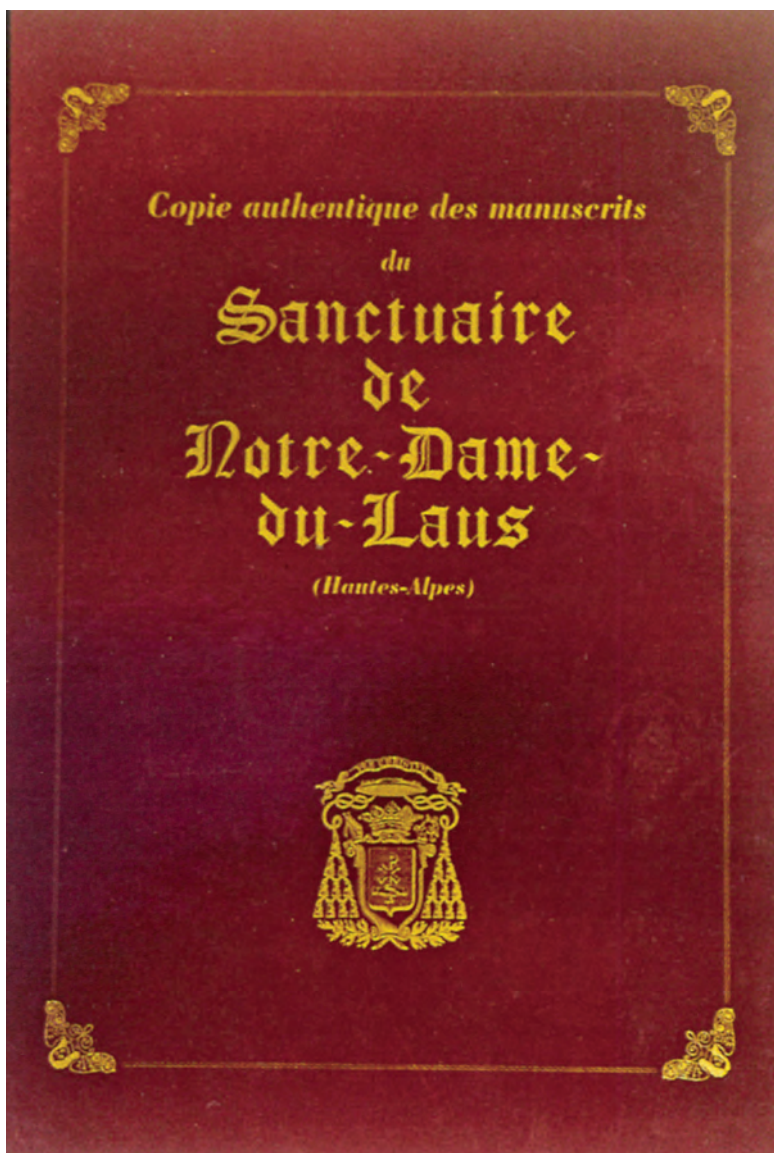 Copie authentique des manuscrits
du
Sanctuaire
de
Notre-Dame-
du-Laus
(Hautes-Alpes)